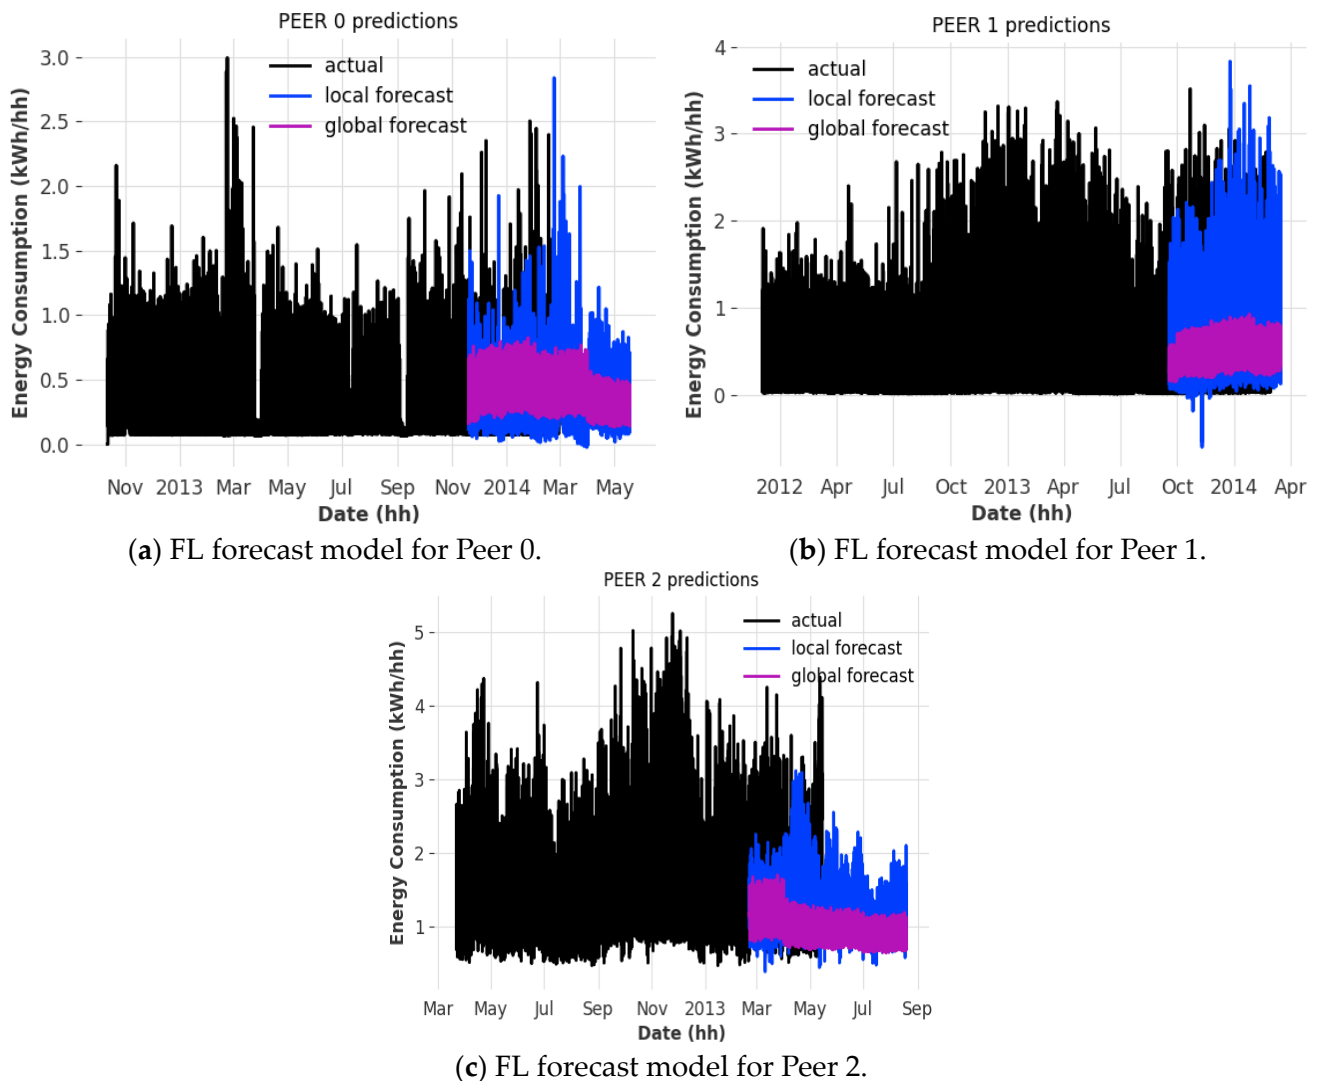 PEER 0 predictions
actual
local forecast
global forecast
Energy Consumption (kWh/hh)
3.0
2.5
2.0
1.5
1.0
0.5
0.0
Nov 2013 Mar May Jul Sep Nov 2014 Mar May
Date (hh)
(a) FL forecast model for Peer 0.
PEER 1 predictions
actual
local forecast
global forecast
Energy Consumption (kWh/hh)
4
3
2
1
0
2012 Apr Jul Oct 2013 Apr Jul Oct 2014 Apr
Date (hh)
(b) FL forecast model for Peer 1.
PEER 2 predictions
actual
local forecast
global forecast
Energy Consumption (kWh/hh)
5
4
3
2
1
Mar May Jul Sep Nov 2013 Mar May Jul Sep
Date (hh)
(c) FL forecast model for Peer 2.